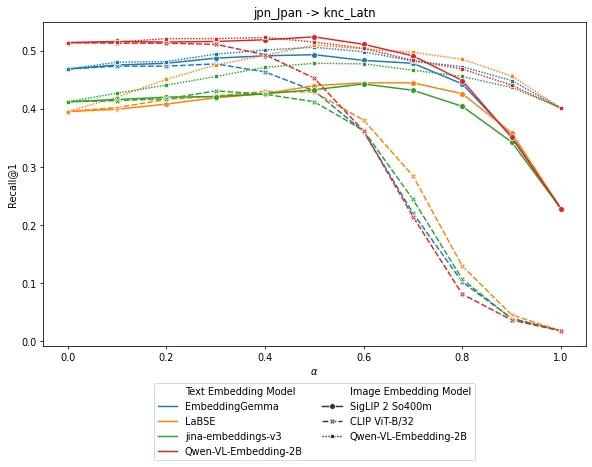 jpn_Jpan -> knc_Latn
Recall@1
0.5
0.4
0.3
0.2
0.1
0.0
0.0 0.2 0.4 0.6 0.8 1.0
α
Text Embedding Model
EmbeddingGemma
LaBSE
jina-embeddings-v3
Qwen-VL-Embedding-2B
Image Embedding Model
SigLIP 2 So400m
CLIP ViT-B/32
Qwen-VL-Embedding-2B